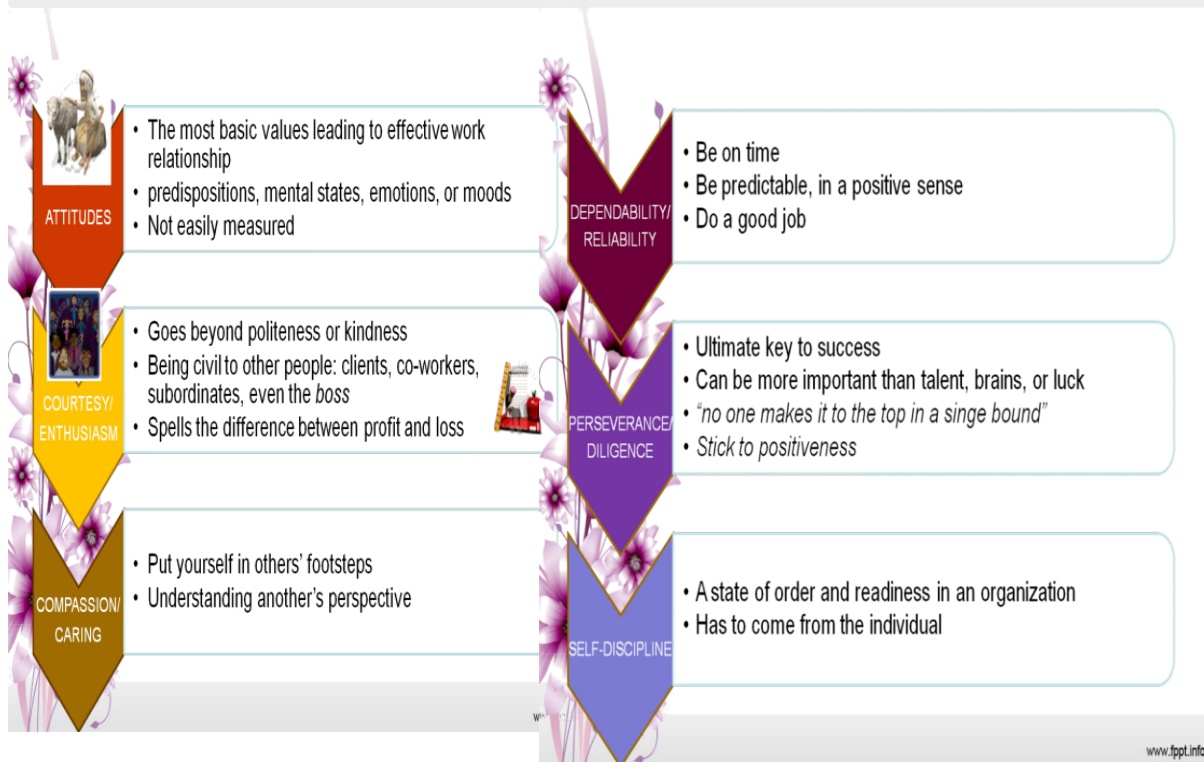 ATTITUDES
• The most basic values leading to effective work
relationship
• predispositions, mental states, emotions, or moods
• Not easily measured
COURTESY/
ENTHUSIASM
• Goes beyond politeness or kindness
• Being civil to other people: clients, co-workers,
subordinates, even the boss
• Spells the difference between profit and loss
COMPASSION/
CARING
• Put yourself in others’ footsteps
• Understanding another’s perspective
DEPENDABILITY/
RELIABILITY
• Be on time
• Be predictable, in a positive sense
• Do a good job
PERSEVERANCE/
DILIGENCE
• Ultimate key to success
• Can be more important than talent, brains, or luck
• “no one makes it to the top in a singe bound”
• Stick to positiveness
SELF-DISCIPLINE
• A state of order and readiness in an organization
• Has to come from the individual
www.fppt.info